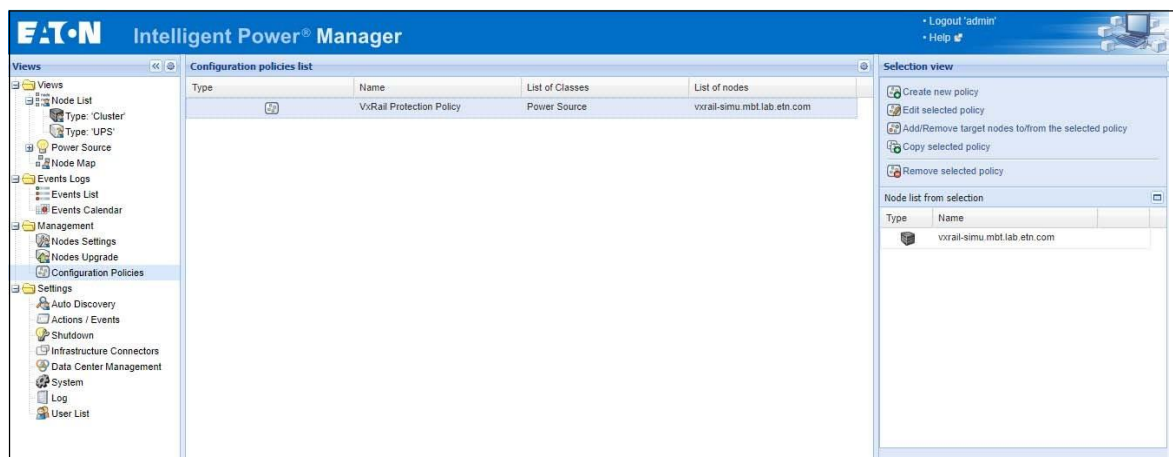 EATON Intelligent Power® Manager
• Logout 'admin'
• Help
Views
Views
Node List
Type: 'Cluster'
Type: 'UPS'
Power Source
Node Map
Events Logs
Events List
Events Calendar
Management
Nodes Settings
Nodes Upgrade
Configuration Policies
Settings
Auto Discovery
Actions / Events
Shutdown
Infrastructure Connectors
Data Center Management
System
Log
User List
Configuration policies list
Type Name List of Classes List of nodes
VxRail Protection Policy Power Source vxrail-simu.mbt.lab.etn.com
Selection view
Create new policy
Edit selected policy
Add/Remove target nodes to/from the selected policy
Copy selected policy
Remove selected policy
Node list from selection
Type Name
vxrail-simu.mbt.lab.etn.com